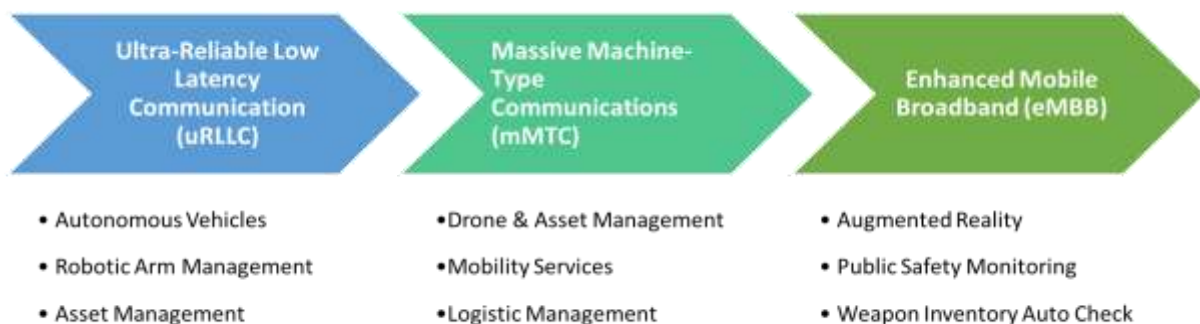 Ultra-Reliable Low
Latency
Communication
(uRLLC)
Massive Machine-
Type
Communications
(mMTC)
Enhanced Mobile
Broadband (eMBB)
• Autonomous Vehicles
• Robotic Arm Management
• Asset Management
•Drone & Asset Management
•Mobility Services
•Logistic Management
• Augmented Reality
• Public Safety Monitoring
• Weapon Inventory Auto Check